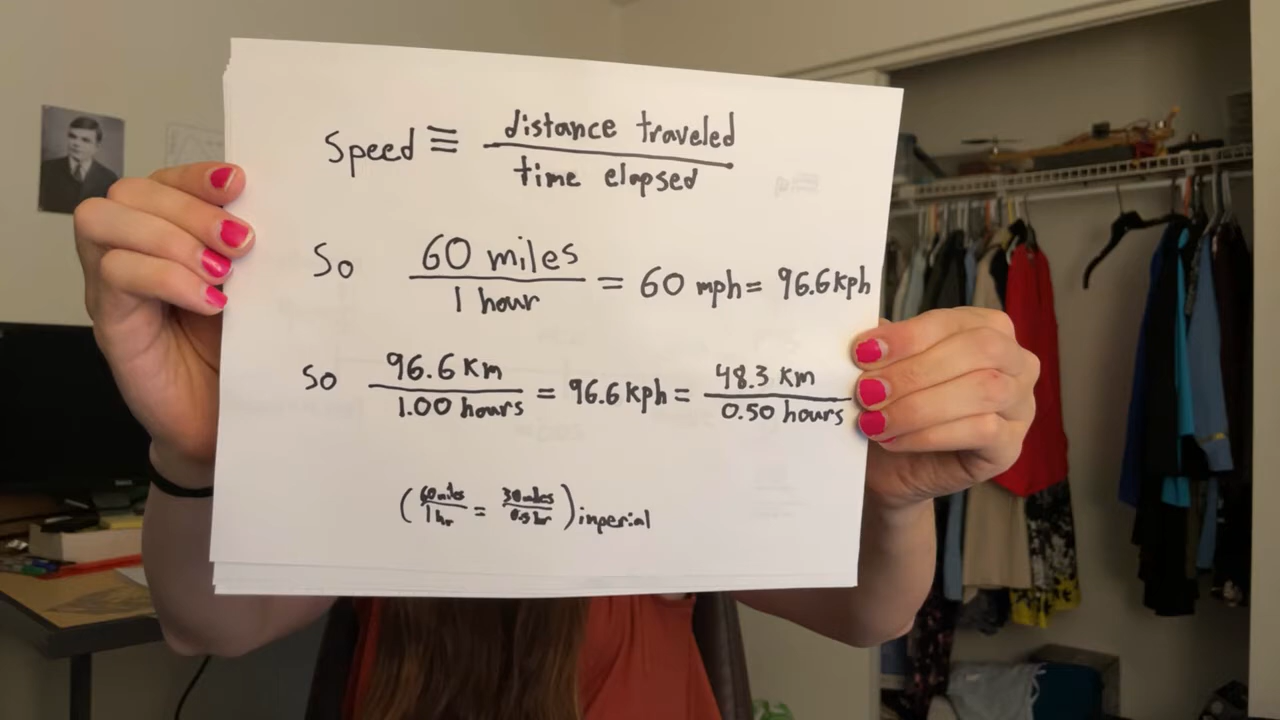 Speed ≡ distance traveled / time elapsed
So 60 miles / 1 hour = 60 mph = 96.6 kph
So 96.6 Km / 1.00 hours = 96.6 kph = 48.3 Km / 0.50 hours
(60 miles / 1 hr = 30 miles / 0.5 hr) imperial